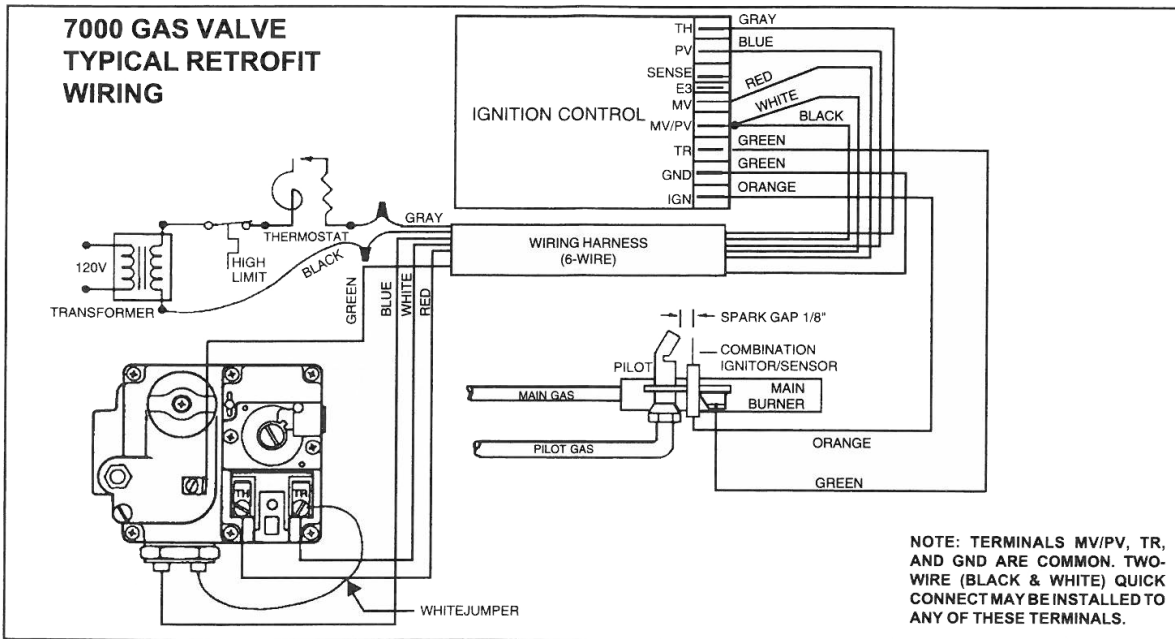 7000 GAS VALVE
TYPICAL RETROFIT
WIRING
IGNITION CONTROL
TH
PV
SENSE
E3
MV
MV/PV
TR
GND
IGN
GRAY
BLUE
RED
WHITE
BLACK
GREEN
GREEN
ORANGE
THERMOSTAT
GRAY
HIGH
LIMIT
BLACK
120V
TRANSFORMER
WIRING HARNESS
(6-WIRE)
GREEN
BLUE
WHITE
RED
SPARK GAP 1/8"
COMBINATION
IGNITOR/SENSOR
PILOT
MAIN GAS
MAIN
BURNER
PILOT GAS
ORANGE
GREEN
TH
TR
WHITEJUMPER
NOTE: TERMINALS MV/PV, TR,
AND GND ARE COMMON. TWO-
WIRE (BLACK & WHITE) QUICK
CONNECT MAY BE INSTALLED TO
ANY OF THESE TERMINALS.